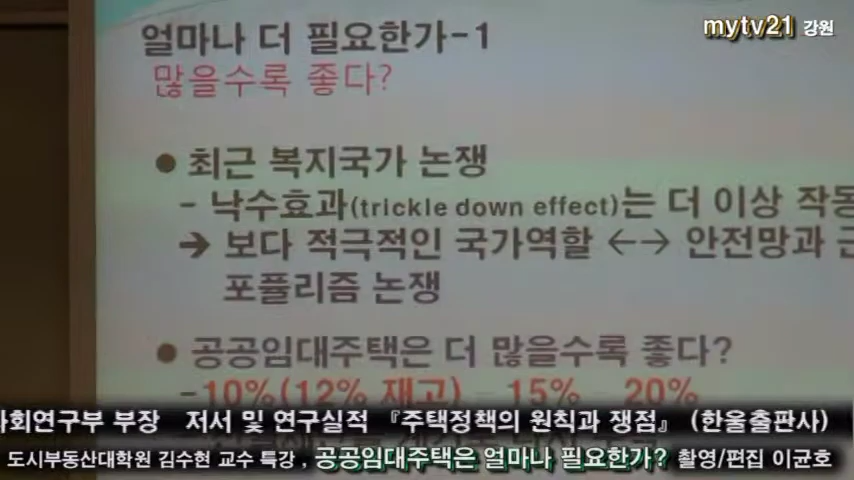 mytv21 강원
얼마나 더 필요한가-1
많을수록 좋다?
● 최근 복지국가 논쟁
- 낙수효과(trickle down effect)는 더 이상 작동
→ 보다 적극적인 국가역할 ←→ 안전망과
포퓰리즘 논쟁
● 공공임대주택은 더 많을수록 좋다?
-10%(12% 재고) - 15% - 20%
사회연구부 부장 저서 및 연구실적 『주택정책의 원칙과 쟁점』 (한울출판사)
도시부동산대학원 김수현 교수 특강 , 공공임대주택은 얼마나 필요한가? 촬영/편집 이균호